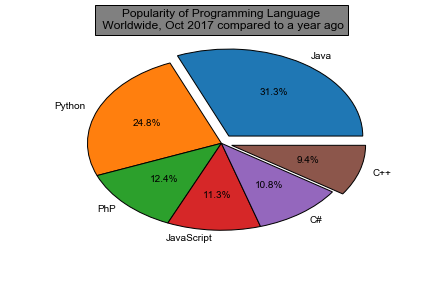 Popularity of Programming Language
Worldwide, Oct 2017 compared to a year ago
Java
31.3%
Python
24.8%
12.4%
PhP
11.3%
JavaScript
10.8%
C#
9.4%
C++